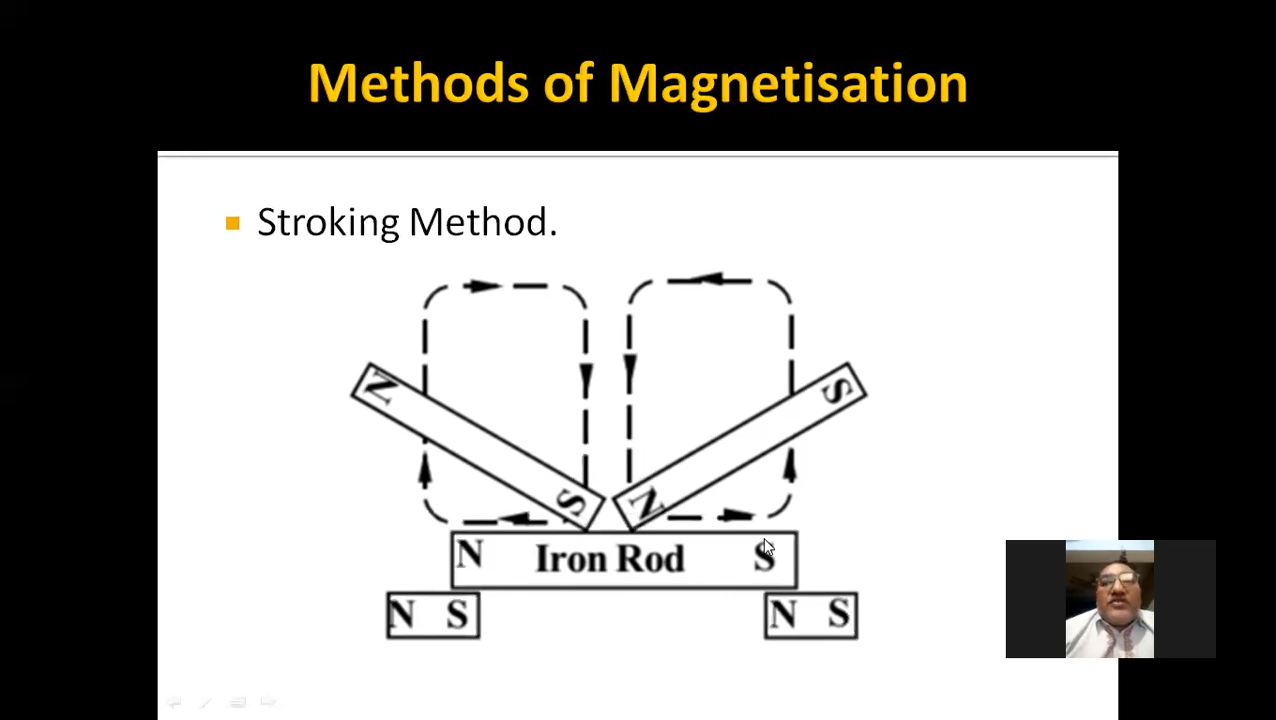 Methods of Magnetisation
Stroking Method.
N S
S N
N Iron Rod S
N S N S